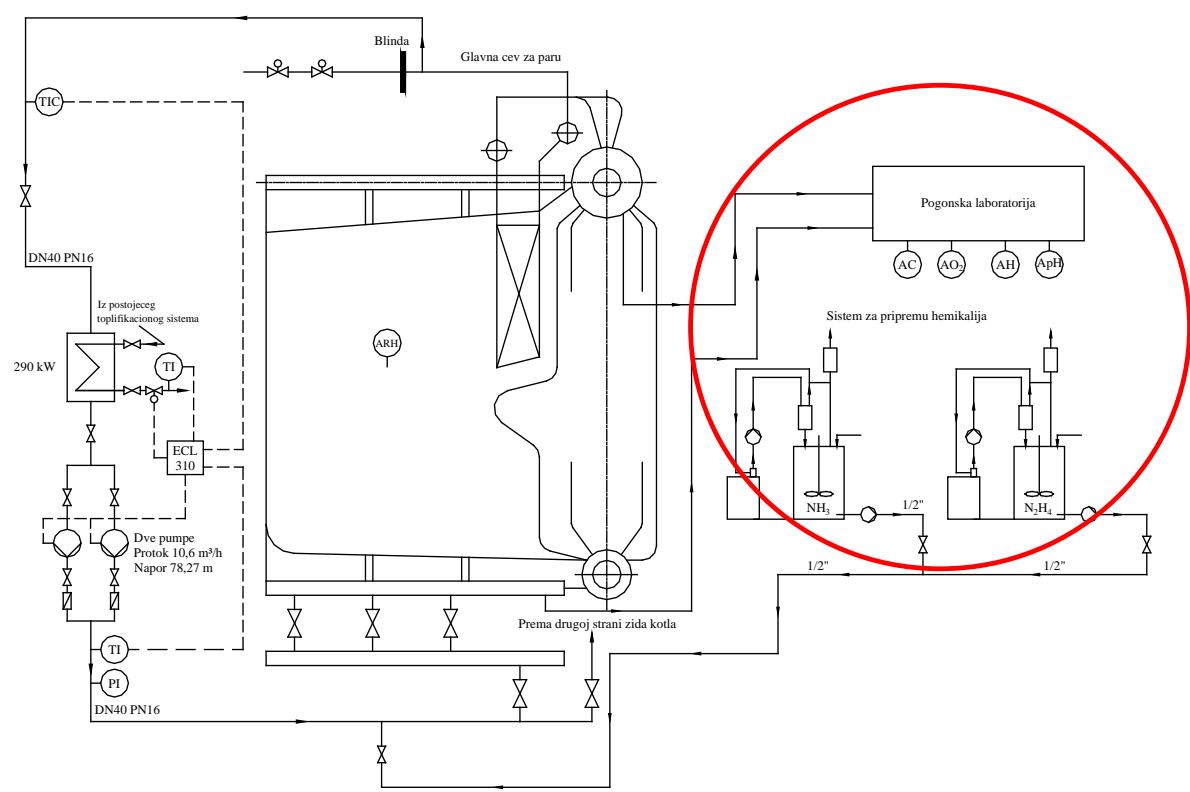 Blinda
Glavna cev za paru
TIC
DN40 PN16
Iz postojeceg
toplifikacionog sistema
290 kW
TI
ECL
310
ARH
Dve pumpe
Protok 10,6 m³/h
Napor 78,27 m
TI
PI
DN40 PN16
Prema drugoj strani zida kotla
Pogonska laboratorija
AC
AO₂
AH
ApH
Sistem za pripremu hemikalija
NH₃
1/2"
N₂H₄
1/2"
1/2"